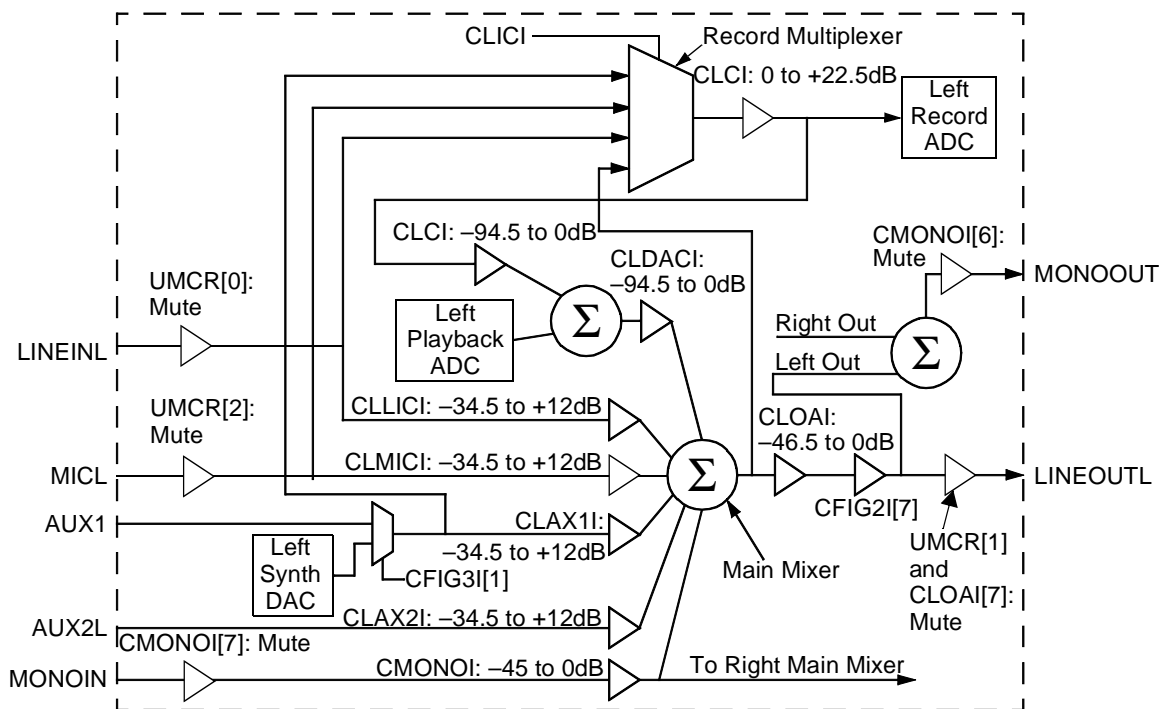 CLICI
Record Multiplexer
CLCI: 0 to +22.5dB
Left
Record
ADC
CLCI: –94.5 to 0dB
CLDACI:
–94.5 to 0dB
CMONOI[6]:
Mute
MONOOUT
UMCR[0]:
Mute
Left
Playback
ADC
Σ
Right Out
Left Out
Σ
LINEINL
CLLICI: –34.5 to +12dB
UMCR[2]:
Mute
CLOAI:
–46.5 to 0dB
MICL
CLMICI: –34.5 to +12dB
Σ
LINEOUTL
CFIG2I[7]
AUX1
CLAX1I:
–34.5 to +12dB
Left
Synth
DAC
CFIG3I[1]
Main Mixer
UMCR[1]
and
CLOAI[7]:
Mute
AUX2L
CLAX2I: –34.5 to +12dB
CMONOI[7]: Mute
MONOIN
CMONOI: –45 to 0dB
To Right Main Mixer